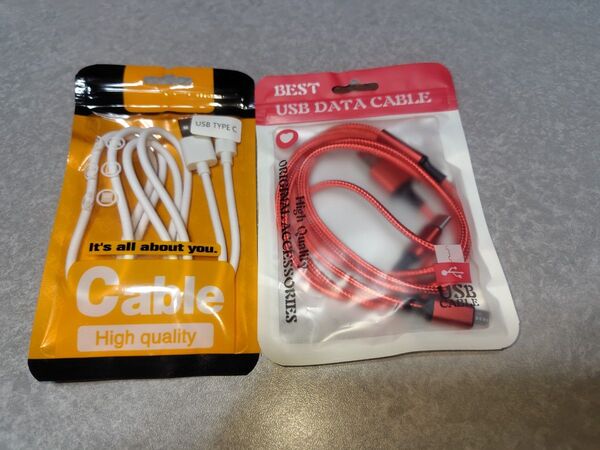 USB TYPE C
It's all about you.
Cable
High quality
BEST
USB DATA CABLE
High Quality
ORIGINAL ACCESSORIES
USB
CABLE